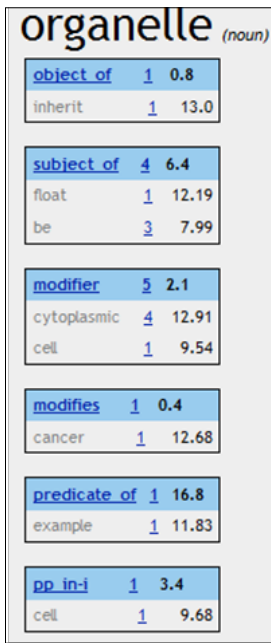 organelle (noun)
object_of 1 0.8
inherit 1 13.0
subject_of 4 6.4
float 1 12.19
be 3 7.99
modifier 5 2.1
cytoplasmic 4 12.91
cell 1 9.54
modifies 1 0.4
cancer 1 12.68
predicate_of 1 16.8
example 1 11.83
pp_in-i 1 3.4
cell 1 9.68